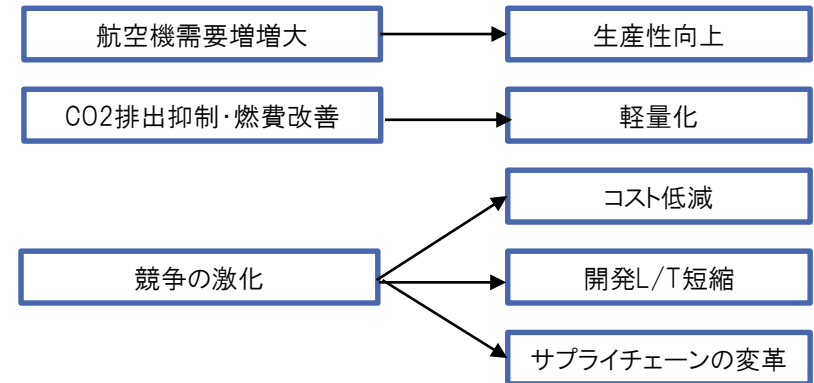 航空機需要増増大
生産性向上
CO2排出抑制・燃費改善
軽量化
コスト低減
競争の激化
開発L/T短縮
サプライチェーンの変革